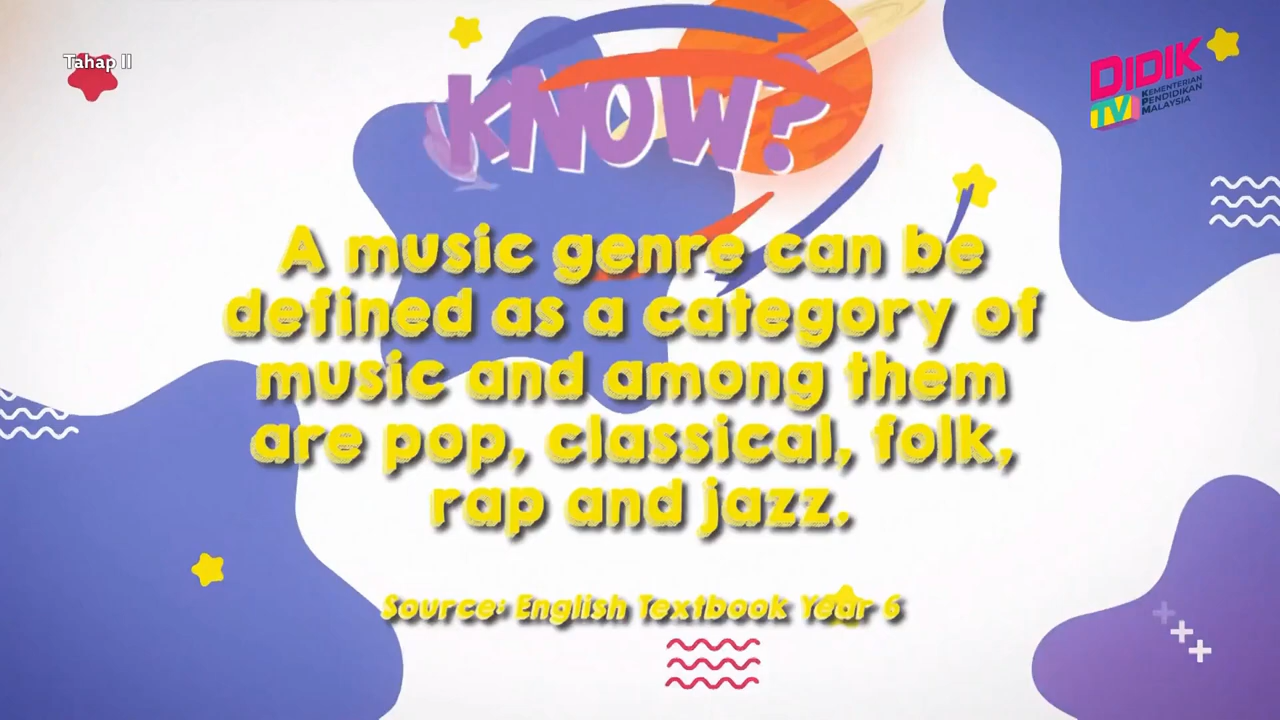 Tahap II
KNOW?
DIDIK
TV
KEMENTERIAN
PENDIDIKAN
MALAYSIA
A music genre can be
defined as a category of
music and among them
are pop, classical, folk,
rap and jazz.
Source: English Textbook Year 6